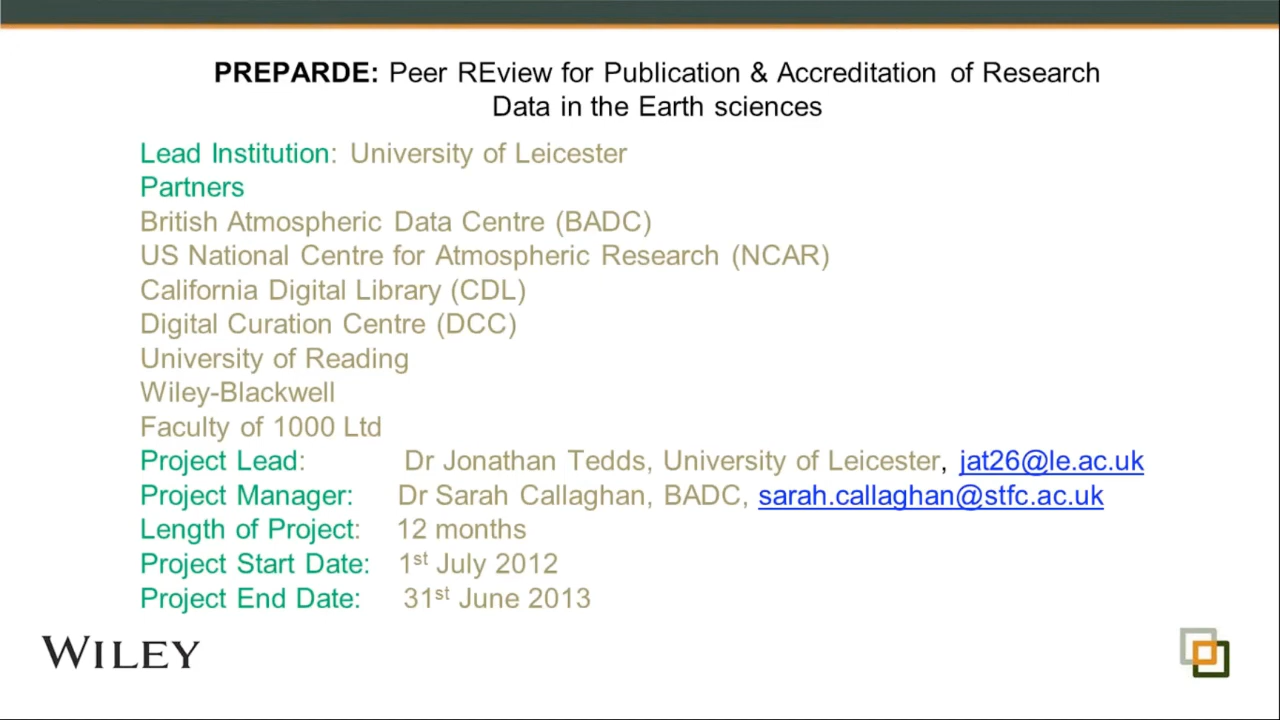 PREPARDE: Peer REview for Publication & Accreditation of Research
Data in the Earth sciences
Lead Institution: University of Leicester
Partners
British Atmospheric Data Centre (BADC)
US National Centre for Atmospheric Research (NCAR)
California Digital Library (CDL)
Digital Curation Centre (DCC)
University of Reading
Wiley-Blackwell
Faculty of 1000 Ltd
Project Lead: Dr Jonathan Tedds, University of Leicester, jat26@le.ac.uk
Project Manager: Dr Sarah Callaghan, BADC, sarah.callaghan@stfc.ac.uk
Length of Project: 12 months
Project Start Date: 1st July 2012
Project End Date: 31st June 2013
WILEY